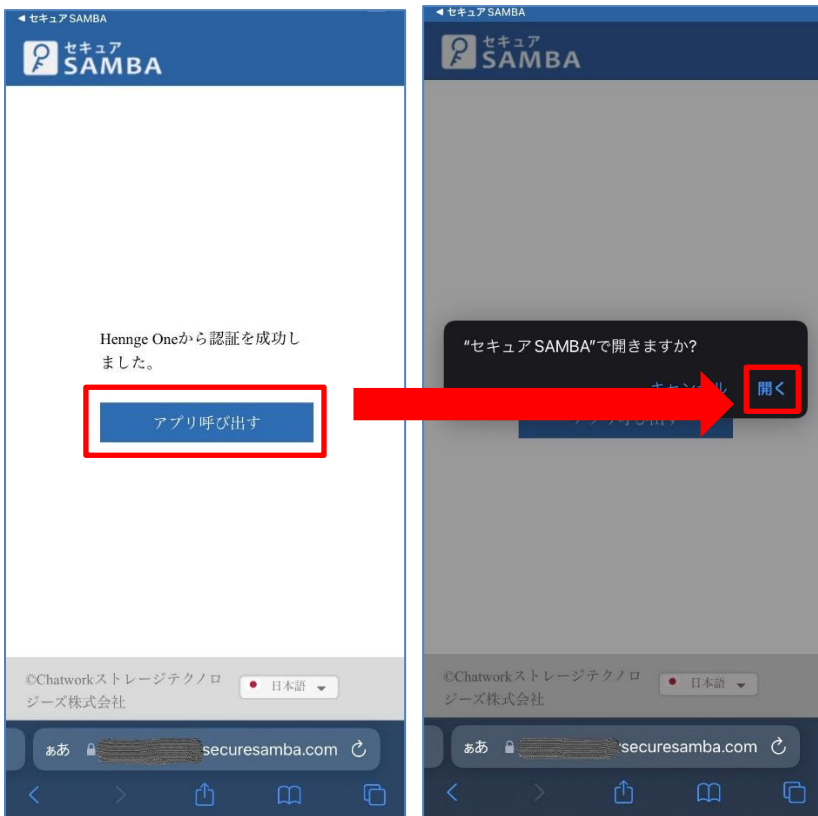 ◀ セキュアSAMBA
セキュア
SAMBA
Hennge Oneから認証を成功し
ました。
アプリ呼び出す
©Chatworkストレージテクノロ
ジーズ株式会社
日本語
ああ
securesamba.com
◀ セキュアSAMBA
セキュア
SAMBA
"セキュアSAMBA"で開きますか?
開く
©Chatworkストレージテクノロ
ジーズ株式会社
日本語
ああ
securesamba.com